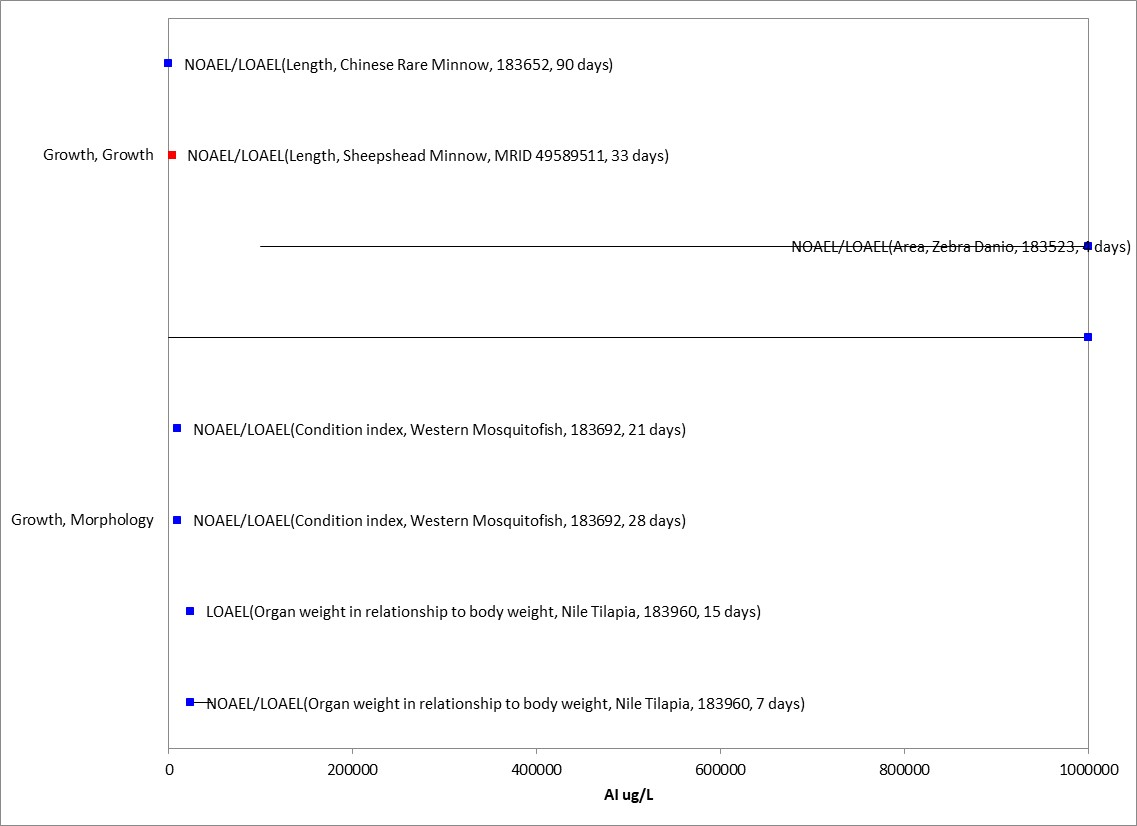 NOAEL/LOAEL(Length, Chinese Rare Minnow, 183652, 90 days)
Growth, Growth
NOAEL/LOAEL(Length, Sheepshead Minnow, MRID 49589511, 33 days)
NOAEL/LOAEL(Area, Zebra Danio, 183523, days)
NOAEL/LOAEL(Condition index, Western Mosquitofish, 183692, 21 days)
Growth, Morphology
NOAEL/LOAEL(Condition index, Western Mosquitofish, 183692, 28 days)
LOAEL(Organ weight in relationship to body weight, Nile Tilapia, 183960, 15 days)
NOAEL/LOAEL(Organ weight in relationship to body weight, Nile Tilapia, 183960, 7 days)
0 200000 400000 600000 800000 1000000
AI ug/L